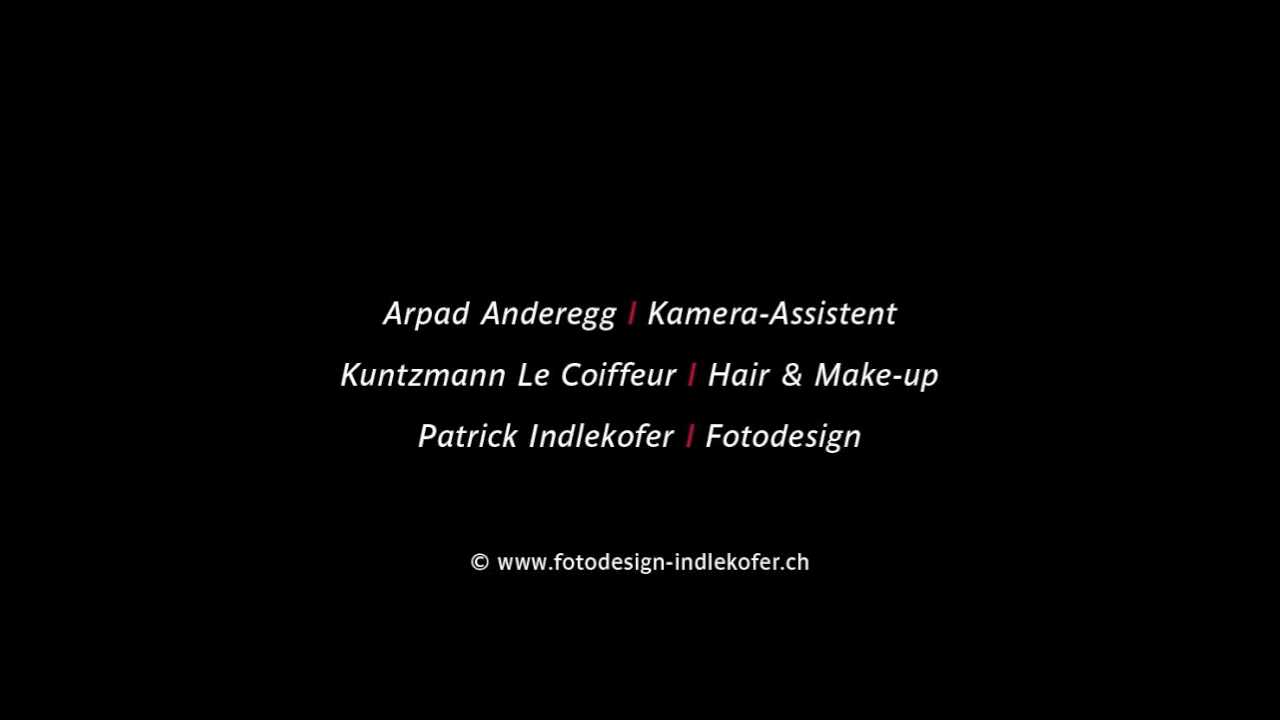 Arpad Anderegg | Kamera-Assistent
Kuntzmann Le Coiffeur | Hair & Make-up
Patrick Indlekofer | Fotodesign
© www.fotodesign-indlekofer.ch